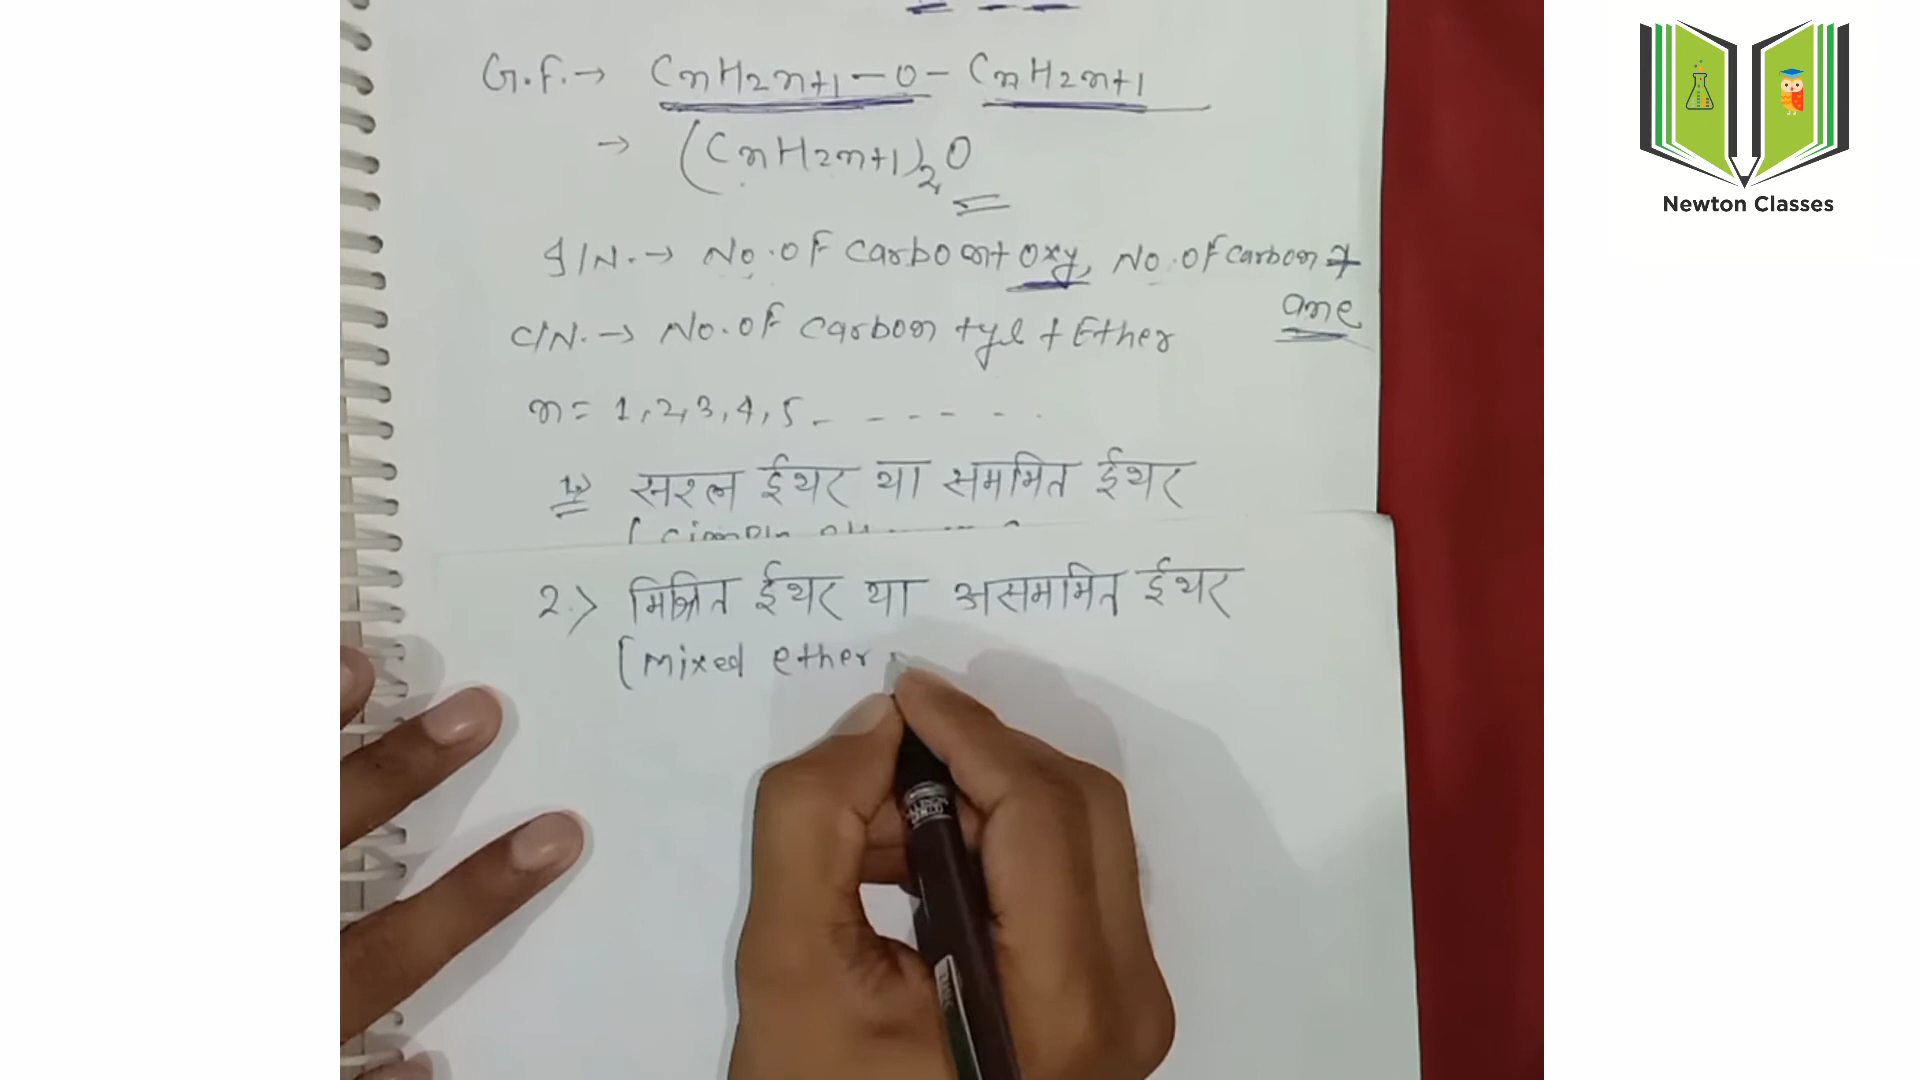 G.F. → CnH2n+1 - O - CnH2n+1
→ (CnH2n+1)2O
I/N. → No. of carbon + oxy, No. of carbon +
ane
C/N. → No. of carbon + yl + Ether
n = 1, 2, 3, 4, 5 - - - - - -
1.) सरल ईथर या सममित ईथर
2.) मिश्रित ईथर या असममित ईथर
(mixed ether
Newton Classes